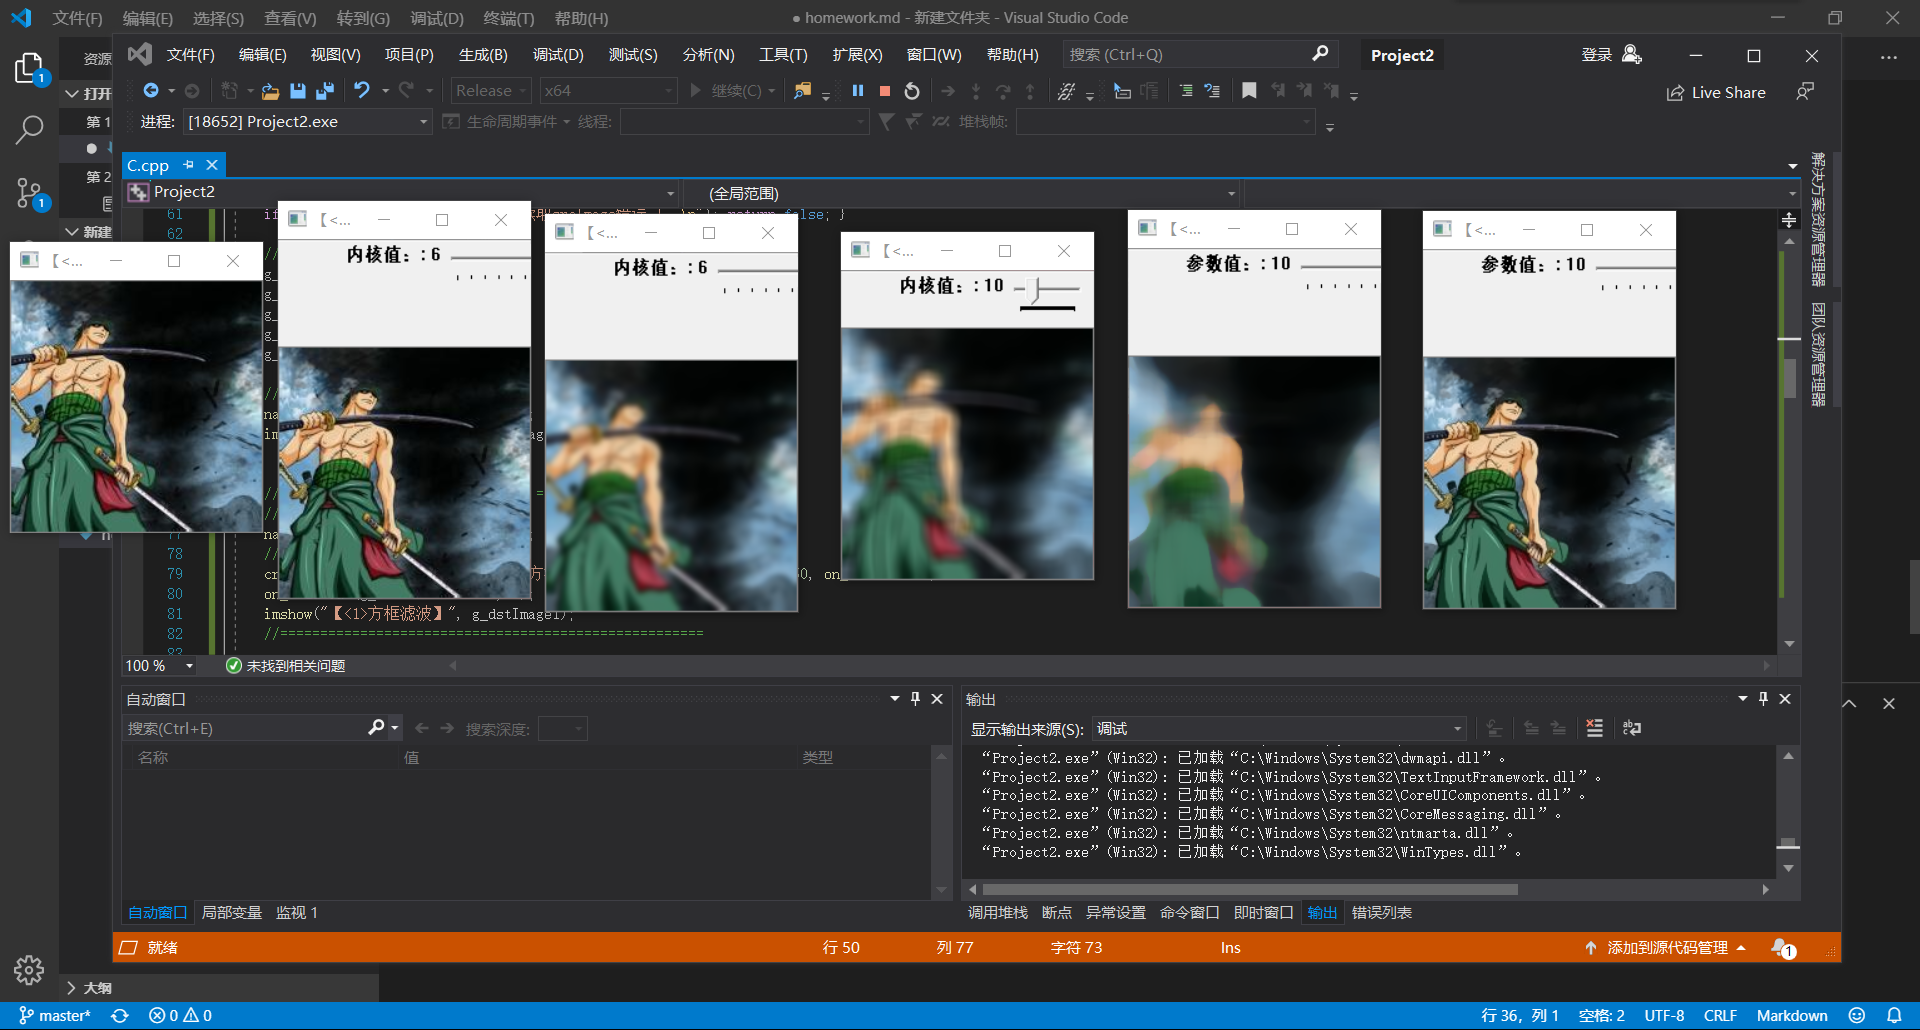 文件(F) 编辑(E) 选择(S) 查看(V) 转到(G) 调试(D) 终端(T) 帮助(H) ● homework.md - 新建文件夹 - Visual Studio Code
文件(F) 编辑(E) 视图(V) 项目(P) 生成(B) 调试(D) 测试(S) 分析(N) 工具(T) 扩展(X) 窗口(W) 帮助(H) 搜索 (Ctrl+Q) Project2 登录
资源
1
打开
Release x64 继续(C) Live Share
第 1
进程: [18652] Project2.exe 生命周期事件 线程: 堆栈帧:
C.cpp
第 2
1
Project2 (全局范围)
解决方案资源管理器
团队资源管理器
新建
61 if false; }
62
【<...
【<... 内核值: : 6
【<... 内核值: : 6
【<... 内核值: : 10
【<... 参数值: : 10
【<... 参数值: : 10
77
78
79 on_
80 on_
81 imshow("【<1>方框滤波】", g_dstImage1);
82 //=====================================================
83
100 % 未找到相关问题
自动窗口
搜索(Ctrl+E) 搜索深度:
名称 值 类型
自动窗口 局部变量 监视 1
输出
显示输出来源(S): 调试
“Project2.exe” (Win32): 已加载 “C:\Windows\System32\dwmapi.dll”。
“Project2.exe” (Win32): 已加载 “C:\Windows\System32\TextInputFramework.dll”。
“Project2.exe” (Win32): 已加载 “C:\Windows\System32\CoreUIComponents.dll”。
“Project2.exe” (Win32): 已加载 “C:\Windows\System32\CoreMessaging.dll”。
“Project2.exe” (Win32): 已加载 “C:\Windows\System32\ntmarta.dll”。
“Project2.exe” (Win32): 已加载 “C:\Windows\System32\WinTypes.dll”。
调用堆栈 断点 异常设置 命令窗口 即时窗口 输出 错误列表
就绪 行 50 列 77 字符 73 Ins 添加到源代码管理 1
大纲
master* 0 0 行 36，列 1 空格: 2 UTF-8 CRLF Markdown